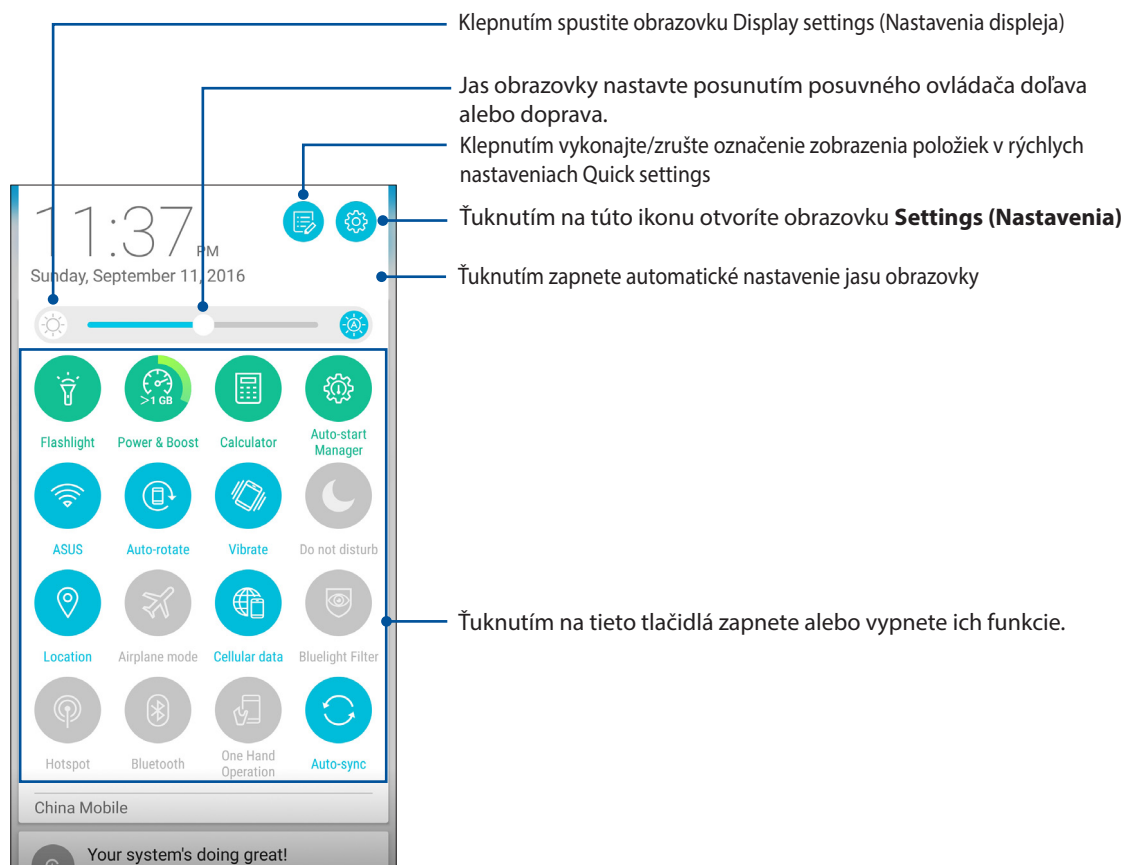 Klepnutím spustite obrazovku Display settings (Nastavenia displeja)
Jas obrazovky nastavte posunutím posuvného ovládača doľava
alebo doprava.
Klepnutím vykonajte/zrušte označenie zobrazenia položiek v rýchlych
nastaveniach Quick settings
Ťuknutím na túto ikonu otvoríte obrazovku Settings (Nastavenia)
Ťuknutím zapnete automatické nastavenie jasu obrazovky
11:37 PM
Sunday, September 11, 2016
A
>1 GB
Flashlight Power & Boost Calculator Auto-start
Manager
ASUS Auto-rotate Vibrate Do not disturb
Ťuknutím na tieto tlačidlá zapnete alebo vypnete ich funkcie.
Location Airplane mode Cellular data Bluelight Filter
Hotspot Bluetooth One Hand
Operation Auto-sync
China Mobile
Your system's doing great!